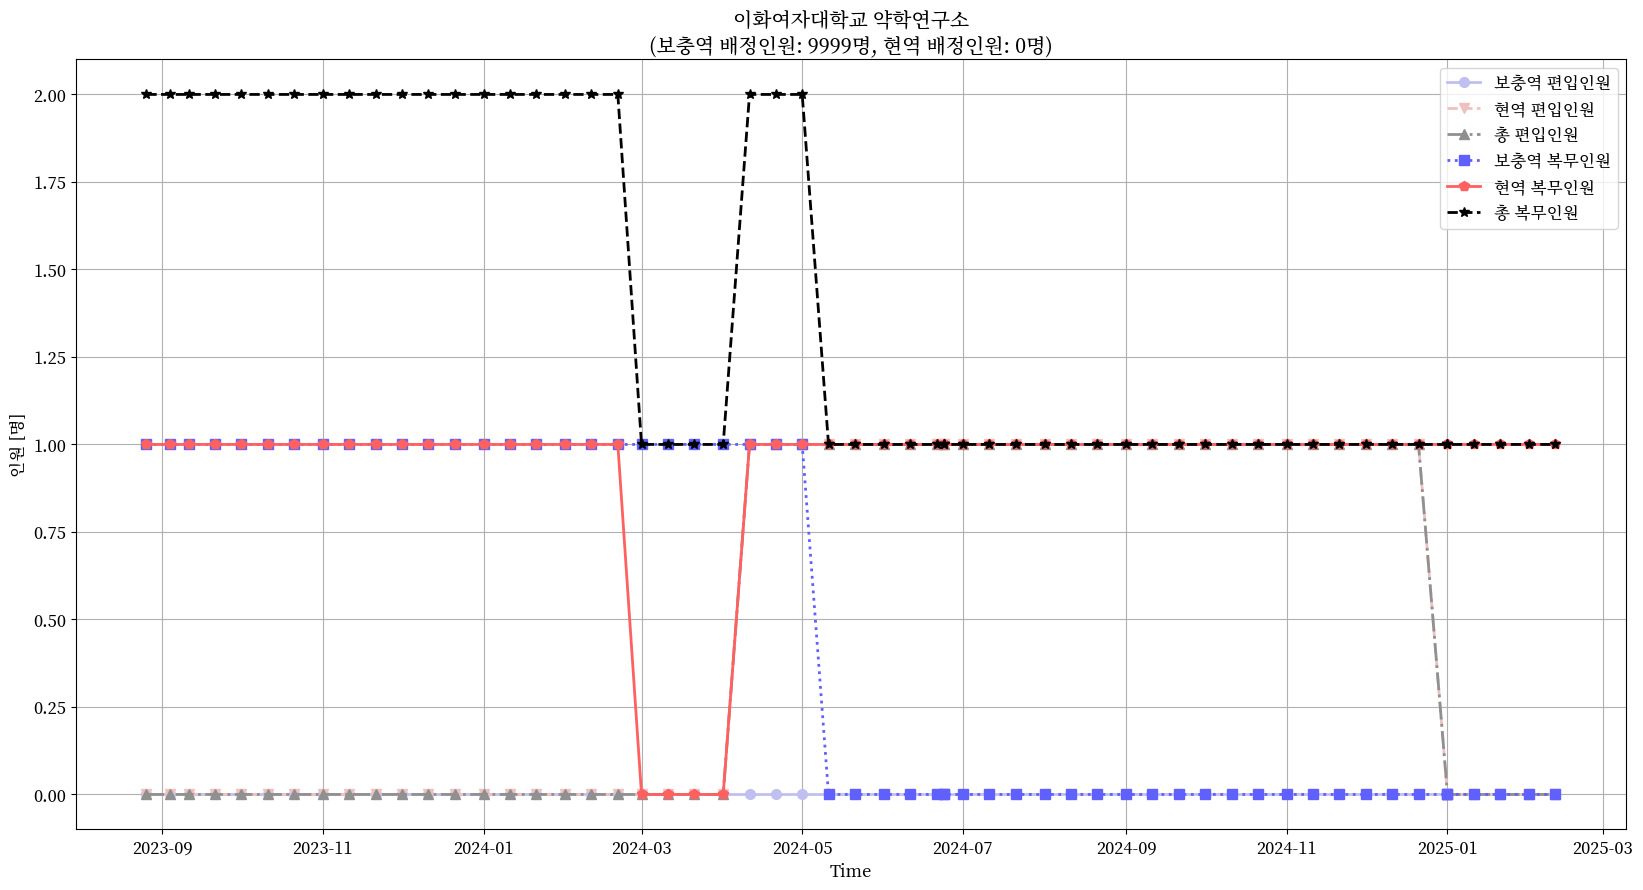 이화여자대학교 약학연구소
(보충역 배정인원: 9999명, 현역 배정인원: 0명)
보충역 편입인원
현역 편입인원
총 편입인원
보충역 복무인원
현역 복무인원
총 복무인원
인원 [명]
2.00
1.75
1.50
1.25
1.00
0.75
0.50
0.25
0.00
2023-09
2023-11
2024-01
2024-03
2024-05
2024-07
2024-09
2024-11
2025-01
2025-03
Time